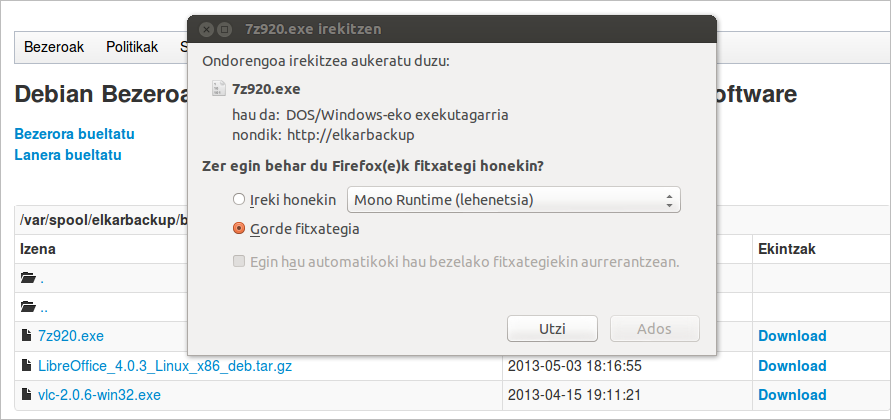 7z920.exe irekitzen
Bezeroak Politikak S
Ondorengoa irekitzea aukeratu duzu:
7z920.exe
Debian Bezeroa oftware
hau da: DOS/Windows-eko exekutagarria
nondik: http://elkarbackup
Bezerora bueltatu
Lanera bueltatu
Zer egin behar du Firefox(e)k fitxategi honekin?
Ireki honekin Mono Runtime (lehenetsia)
Gorde fitxategia
Egin hau automatikoki hau bezelako fitxategiekin aurrerantzean.
Utzi Ados
/var/spool/elkarbackup/b
Izena Ekintzak
.
..
7z920.exe Download
LibreOffice_4.0.3_Linux_x86_deb.tar.gz 2013-05-03 18:16:55 Download
vlc-2.0.6-win32.exe 2013-04-15 19:11:21 Download